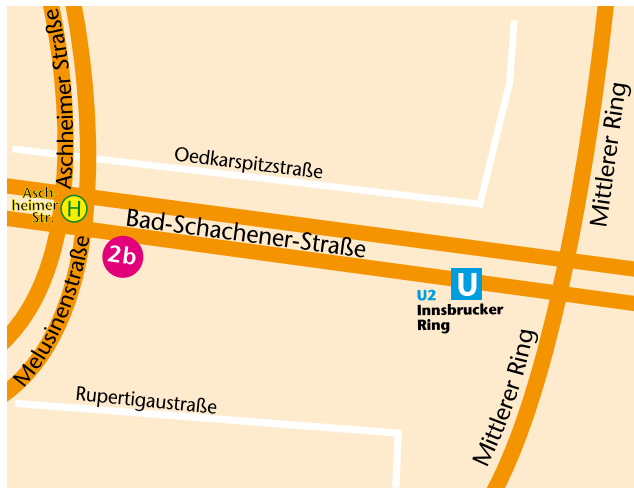 Aschheimer Straße
Mittlerer Ring
Oedkarspitzstraße
Asch-
heimer
Str.
H
Bad-Schachener-Straße
2b
U
U2
Innsbrucker
Ring
Melusinenstraße
Mittlerer Ring
Rupertigaustraße